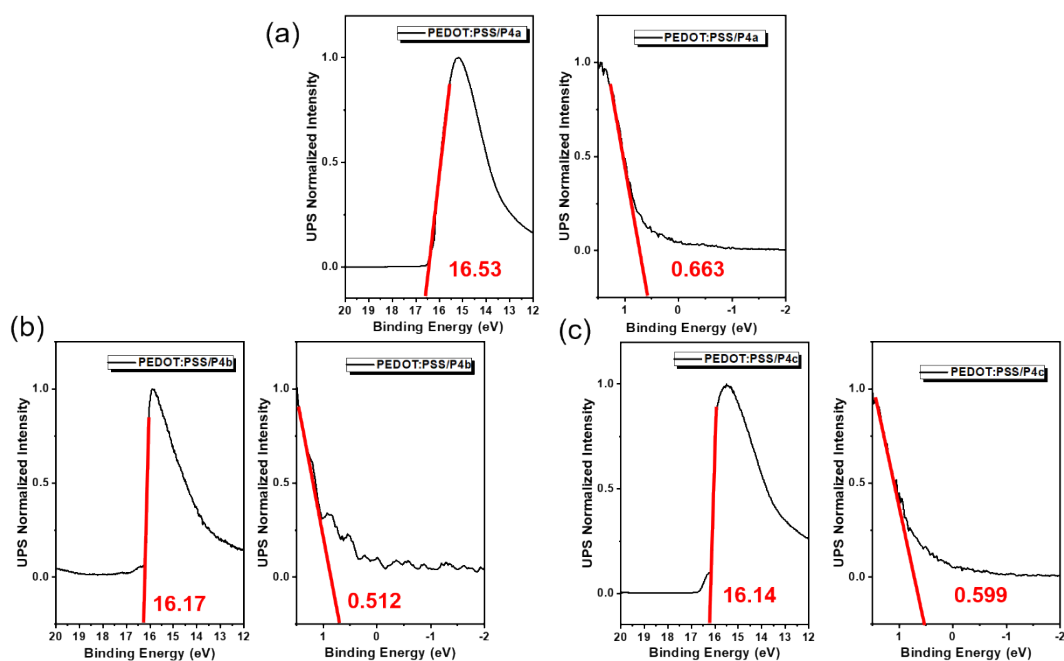 (a)
PEDOT:PSS/P4a
UPS Normalized Intensity
1.0
0.5
0.0
16.53
20 19 18 17 16 15 14 13 12
Binding Energy (eV)
PEDOT:PSS/P4a
UPS Normalized Intensity
1.0
0.5
0.0
0.663
1 0 -1 -2
Binding Energy (eV)
(b)
PEDOT:PSS/P4b
UPS Normalized Intensity
1.0
0.5
0.0
16.17
20 19 18 17 16 15 14 13 12
Binding Energy (eV)
PEDOT:PSS/P4b
UPS Normalized Intensity
1.0
0.5
0.0
0.512
1 0 -1 -2
Binding Energy (eV)
(c)
PEDOT:PSS/P4c
UPS Normalized Intensity
1.0
0.5
0.0
16.14
20 19 18 17 16 15 14 13 12
Binding Energy (eV)
PEDOT:PSS/P4c
UPS Normalized Intensity
1.0
0.5
0.0
0.599
1 0 -1 -2
Binding Energy (eV)